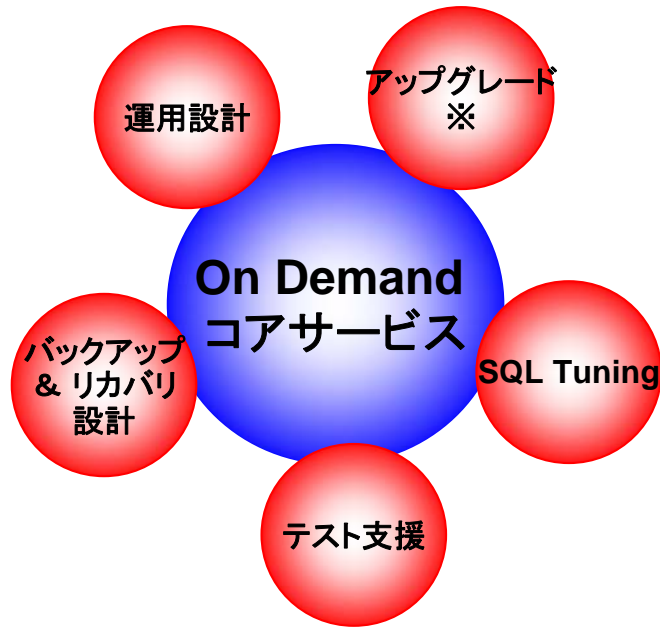 運用設計
アップグレード
※
On Demand
コアサービス
バックアップ
& リカバリ
設計
SQL Tuning
テスト支援